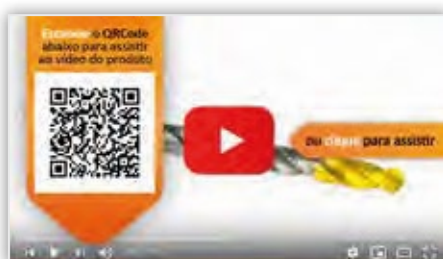 Escaneie o QRCode
abaixo para assistir
ao vídeo do produto
ou clique para assistir